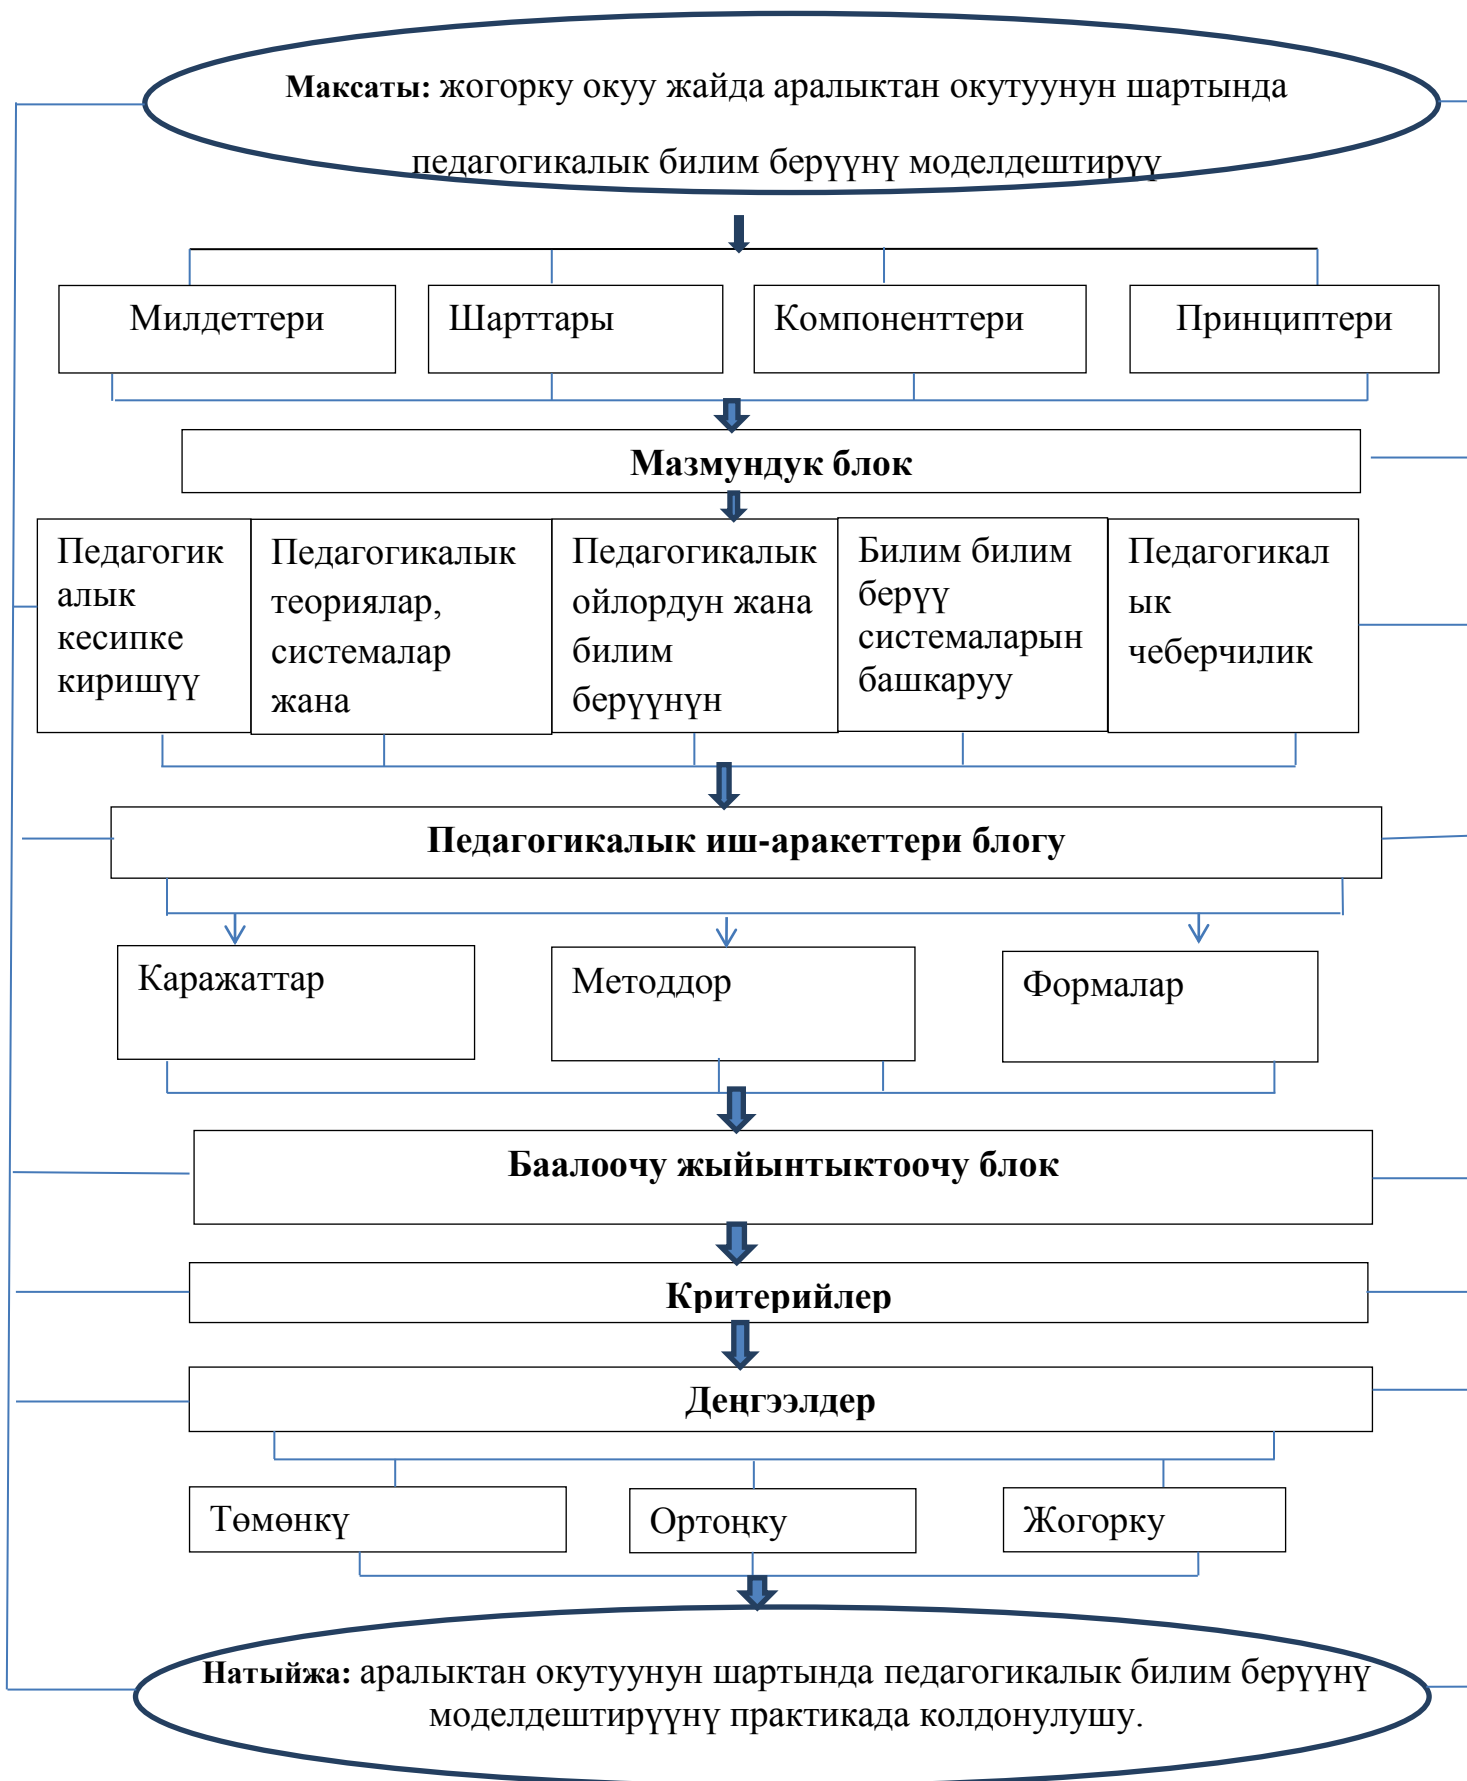 Максаты: жогорку окуу жайда аралыктан окутуунун шартында
педагогикалык билим берүүнү моделдештирүү
Милдеттери
Шарттары
Компоненттери
Принциптери
Мазмундук блок
Педагогик
алык
кесипке
киришүү
Педагогикалык
теориялар,
системалар
жана
Педагогикалык
ойлордун жана
билим
берүүнүн
Билим билим
берүү
системаларын
башкаруу
Педагогикал
ык
чеберчилик
Педагогикалык иш-аракеттери блогу
Каражаттар
Методдор
Формалар
Баалоочу жыйынтыктоочу блок
Критерийлер
Деңгээлдер
Төмөнкү
Ортоңку
Жогорку
Натыйжа: аралыктан окутуунун шартында педагогикалык билим берүүнү
моделдештирүүнү практикада колдонулушу.